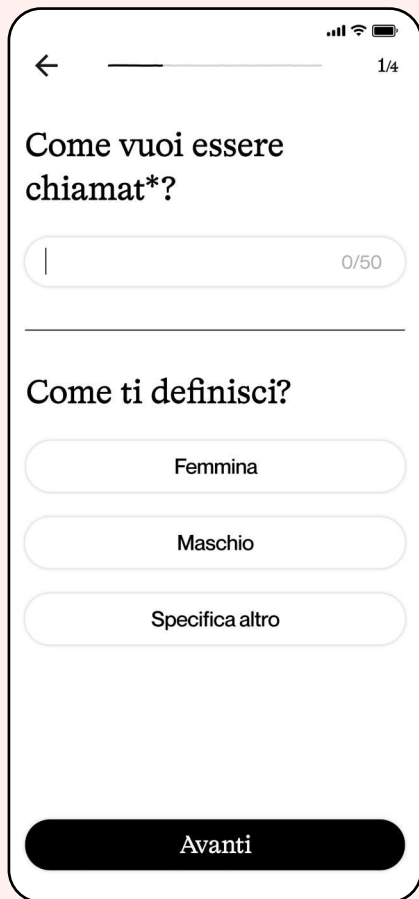 1/4
Come vuoi essere
chiamat*?
0/50
Come ti definisci?
Femmina
Maschio
Specifica altro
Avanti